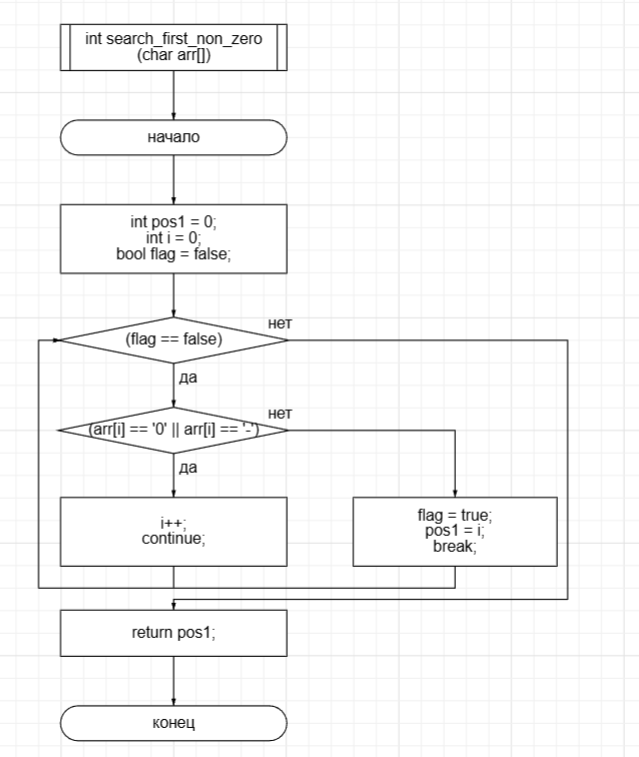 int search_first_non_zero
(char arr[])
начало
int pos1 = 0;
int i = 0;
bool flag = false;
нет
(flag == false)
да
нет
(arr[i] == '0' || arr[i] == '-')
да
i++;
continue;
flag = true;
pos1 = i;
break;
return pos1;
конец